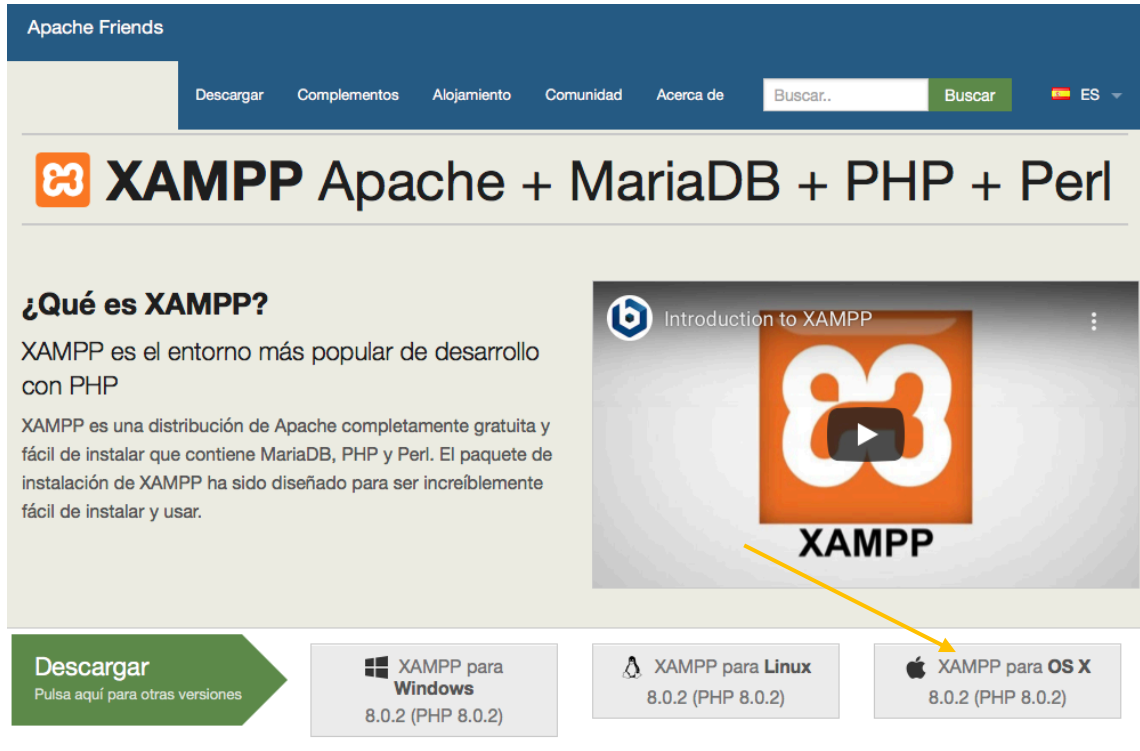 Apache Friends
Descargar Complementos Alojamiento Comunidad Acerca de Buscar.. Buscar ES
XAMPP Apache + MariaDB + PHP + Perl
¿Qué es XAMPP?
XAMPP es el entorno más popular de desarrollo
con PHP
XAMPP es una distribución de Apache completamente gratuita y
fácil de instalar que contiene MariaDB, PHP y Perl. El paquete de
instalación de XAMPP ha sido diseñado para ser increíblemente
fácil de instalar y usar.
Introduction to XAMPP
XAMPP
Descargar
Pulsa aquí para otras versiones
XAMPP para
Windows
8.0.2 (PHP 8.0.2)
XAMPP para Linux
8.0.2 (PHP 8.0.2)
XAMPP para OS X
8.0.2 (PHP 8.0.2)